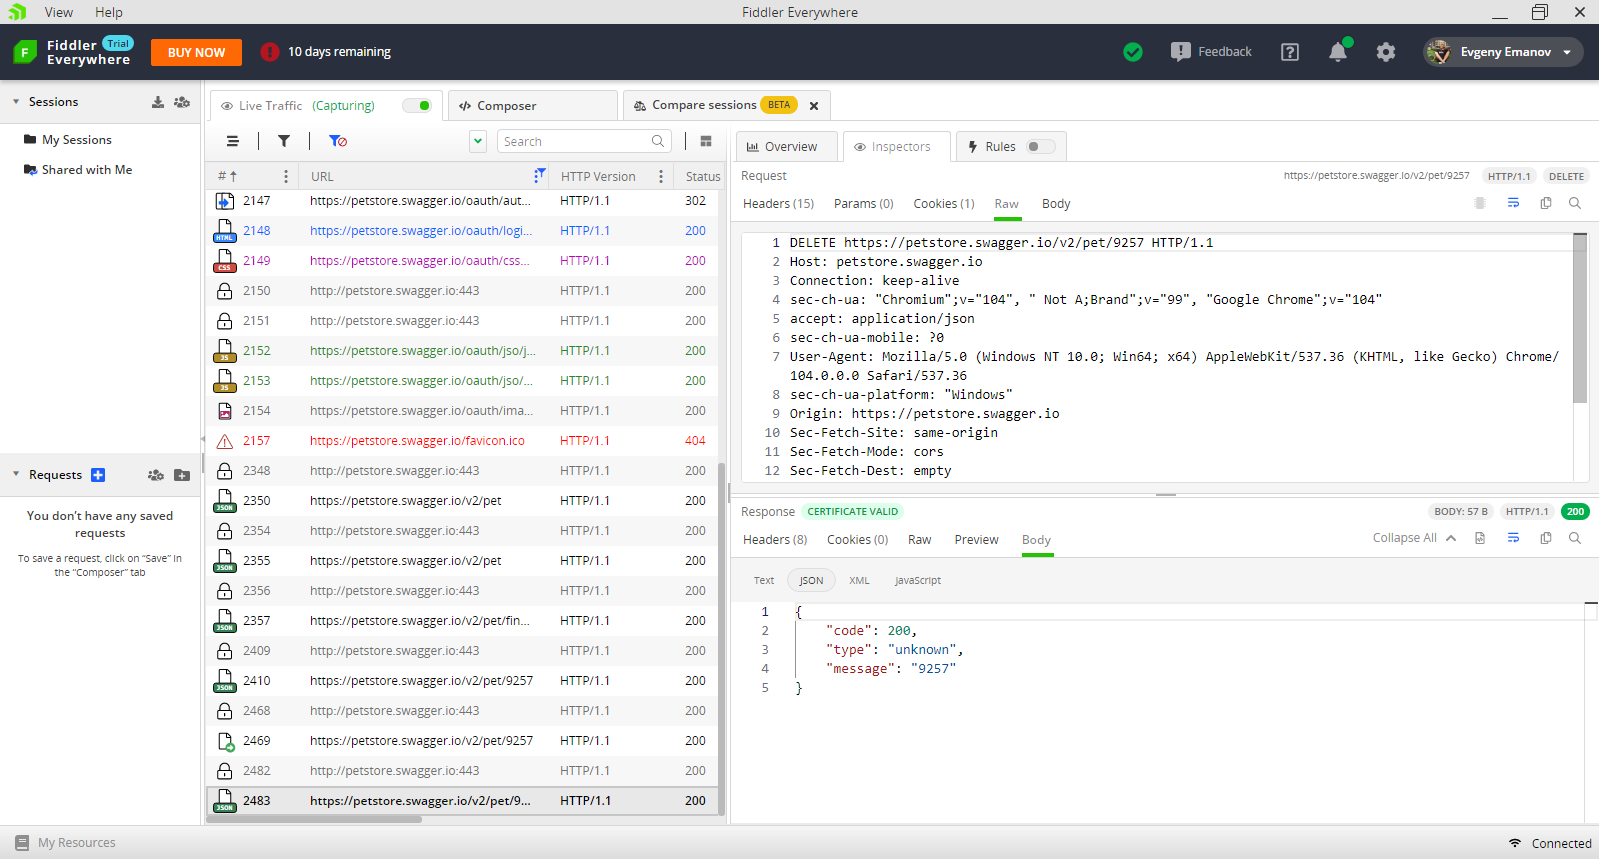 View Help Fiddler Everywhere
Fiddler Everywhere Trial BUY NOW 10 days remaining Feedback Evgeny Emanov
Sessions
My Sessions
Shared with Me
Requests
You don’t have any saved requests
To save a request, click on “Save” in the “Composer” tab
Live Traffic (Capturing) Composer Compare sessions BETA
Search
# URL HTTP Version Status
2147 https://petstore.swagger.io/oauth/aut... HTTP/1.1 302
HTML 2148 https://petstore.swagger.io/oauth/logi... HTTP/1.1 200
CSS 2149 https://petstore.swagger.io/oauth/css... HTTP/1.1 200
2150 http://petstore.swagger.io:443 HTTP/1.1 200
2151 http://petstore.swagger.io:443 HTTP/1.1 200
JS 2152 https://petstore.swagger.io/oauth/jso/j... HTTP/1.1 200
JS 2153 https://petstore.swagger.io/oauth/jso/... HTTP/1.1 200
2154 https://petstore.swagger.io/oauth/ima... HTTP/1.1 200
2157 https://petstore.swagger.io/favicon.ico HTTP/1.1 404
2348 http://petstore.swagger.io:443 HTTP/1.1 200
JSON 2350 https://petstore.swagger.io/v2/pet HTTP/1.1 200
2354 http://petstore.swagger.io:443 HTTP/1.1 200
JSON 2355 https://petstore.swagger.io/v2/pet HTTP/1.1 200
2356 http://petstore.swagger.io:443 HTTP/1.1 200
JSON 2357 https://petstore.swagger.io/v2/pet/fin... HTTP/1.1 200
2409 http://petstore.swagger.io:443 HTTP/1.1 200
JSON 2410 https://petstore.swagger.io/v2/pet/9257 HTTP/1.1 200
2468 http://petstore.swagger.io:443 HTTP/1.1 200
2469 https://petstore.swagger.io/v2/pet/9257 HTTP/1.1 200
2482 http://petstore.swagger.io:443 HTTP/1.1 200
JSON 2483 https://petstore.swagger.io/v2/pet/9... HTTP/1.1 200
Overview Inspectors Rules
Request https://petstore.swagger.io/v2/pet/9257 HTTP/1.1 DELETE
Headers (15) Params (0) Cookies (1) Raw Body
1 DELETE https://petstore.swagger.io/v2/pet/9257 HTTP/1.1
2 Host: petstore.swagger.io
3 Connection: keep-alive
4 sec-ch-ua: "Chromium";v="104", " Not A;Brand";v="99", "Google Chrome";v="104"
5 accept: application/json
6 sec-ch-ua-mobile: ?0
7 User-Agent: Mozilla/5.0 (Windows NT 10.0; Win64; x64) AppleWebKit/537.36 (KHTML, like Gecko) Chrome/
104.0.0.0 Safari/537.36
8 sec-ch-ua-platform: "Windows"
9 Origin: https://petstore.swagger.io
10 Sec-Fetch-Site: same-origin
11 Sec-Fetch-Mode: cors
12 Sec-Fetch-Dest: empty
Response CERTIFICATE VALID BODY: 57 B HTTP/1.1 200
Headers (8) Cookies (0) Raw Preview Body Collapse All
Text JSON XML JavaScript
1 {
2 "code": 200,
3 "type": "unknown",
4 "message": "9257"
5 }
My Resources Connected